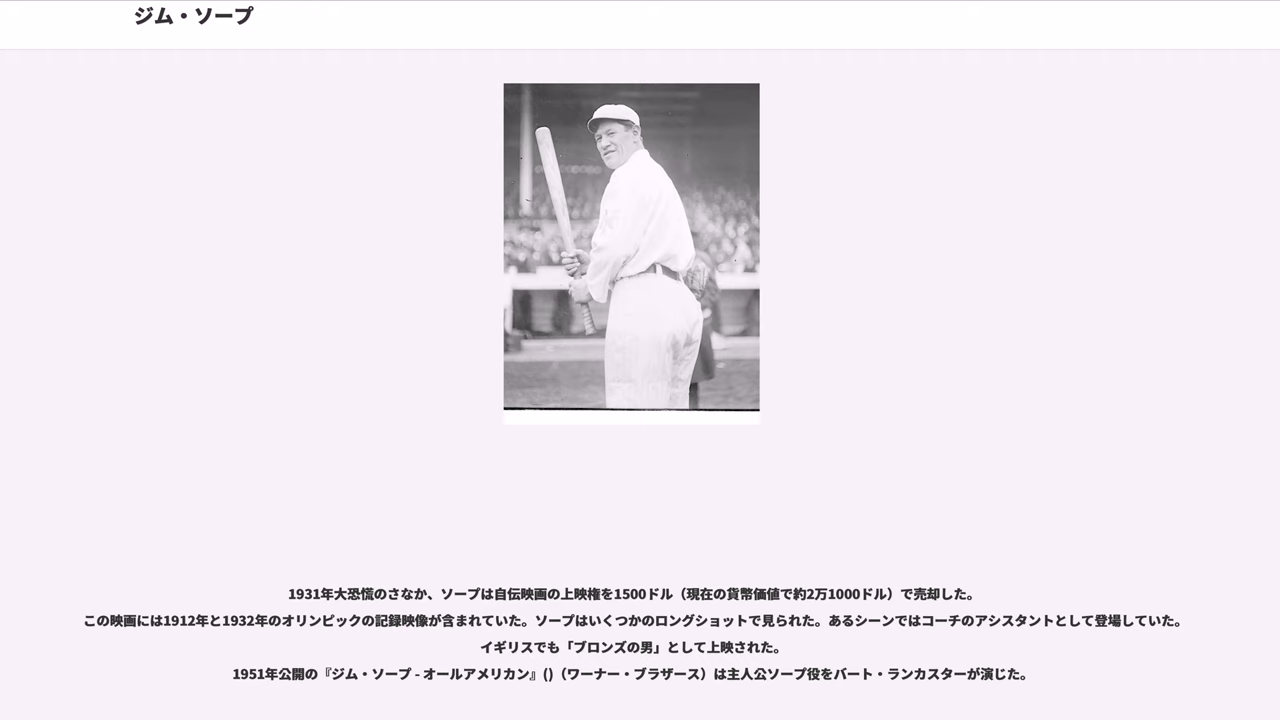 ジム・ソープ
1931年大恐慌のさなか、ソープは自伝映画の上映権を1500ドル（現在の貨幣価値で約2万1000ドル）で売却した。
この映画には1912年と1932年のオリンピックの記録映像が含まれていた。ソープはいくつかのロングショットで見られた。あるシーンではコーチのアシスタントとして登場していた。
イギリスでも「ブロンズの男」として上映された。
1951年公開の『ジム・ソープ - オールアメリカン』()（ワーナー・ブラザース）は主人公ソープ役をバート・ランカスターが演じた。